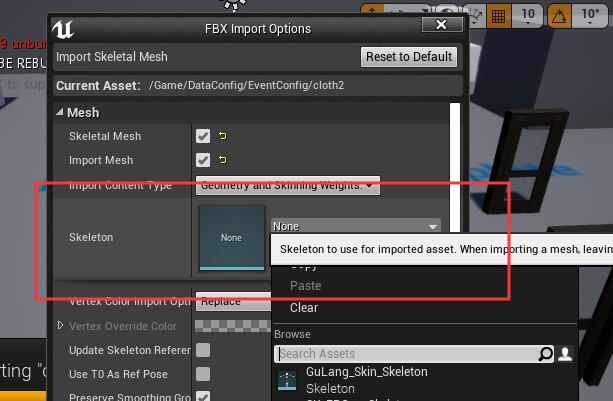 FBX Import Options
10
10°
9 unbui
Import Skeletal Mesh
Reset to Default
BE REBU
to sup
Current Asset: /Game/DataConfig/EventConfig/cloth2
Mesh
Skeletal Mesh
Import Mesh
Import Content Type
Geometry and Skinning Weights.
Skeleton
None
None
Skeleton to use for imported asset. When importing a mesh, leavin
Copy
Paste
Vertex Color Import Opti
Replace
Clear
Vertex Override Color
Browse
Update Skeleton Referer
Search Assets
rting "c
Use T0 As Ref Pose
GuLang_Skin_Skeleton
Skeleton
Preserve Smoothing Gro